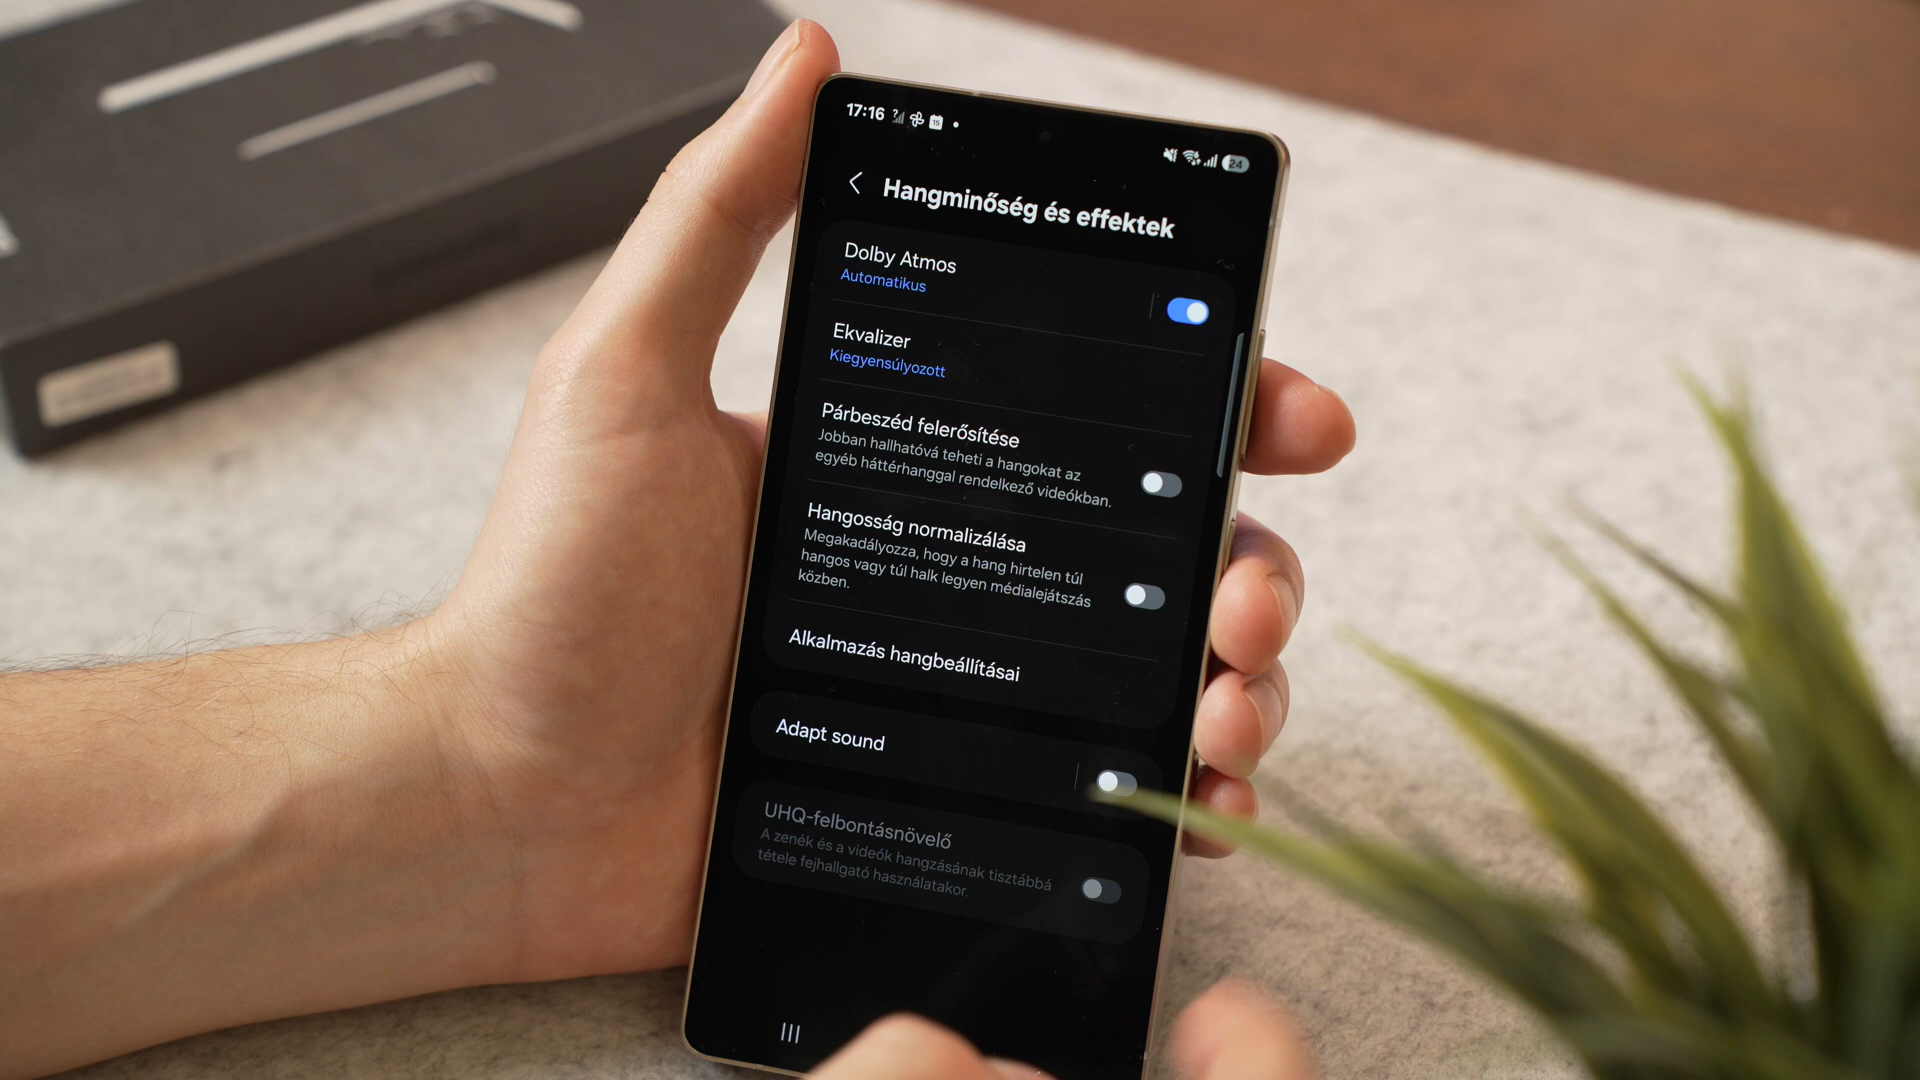 17:16
24
Hangminőség és effektek
Dolby Atmos
Automatikus
Ekvalizer
Kiegyensúlyozott
Párbeszéd felerősítése
Jobban hallhatóvá teheti a hangokat az
egyéb háttérhanggal rendelkező videókban.
Hangosság normalizálása
Megakadályozza, hogy a hang hirtelen túl
hangos vagy túl halk legyen médialejátszás
közben.
Alkalmazás hangbeállításai
Adapt sound
UHQ-felbontásnövelő
A zenék és a videók hangzásának tisztábbá
tétele fejhallgató használatakor.